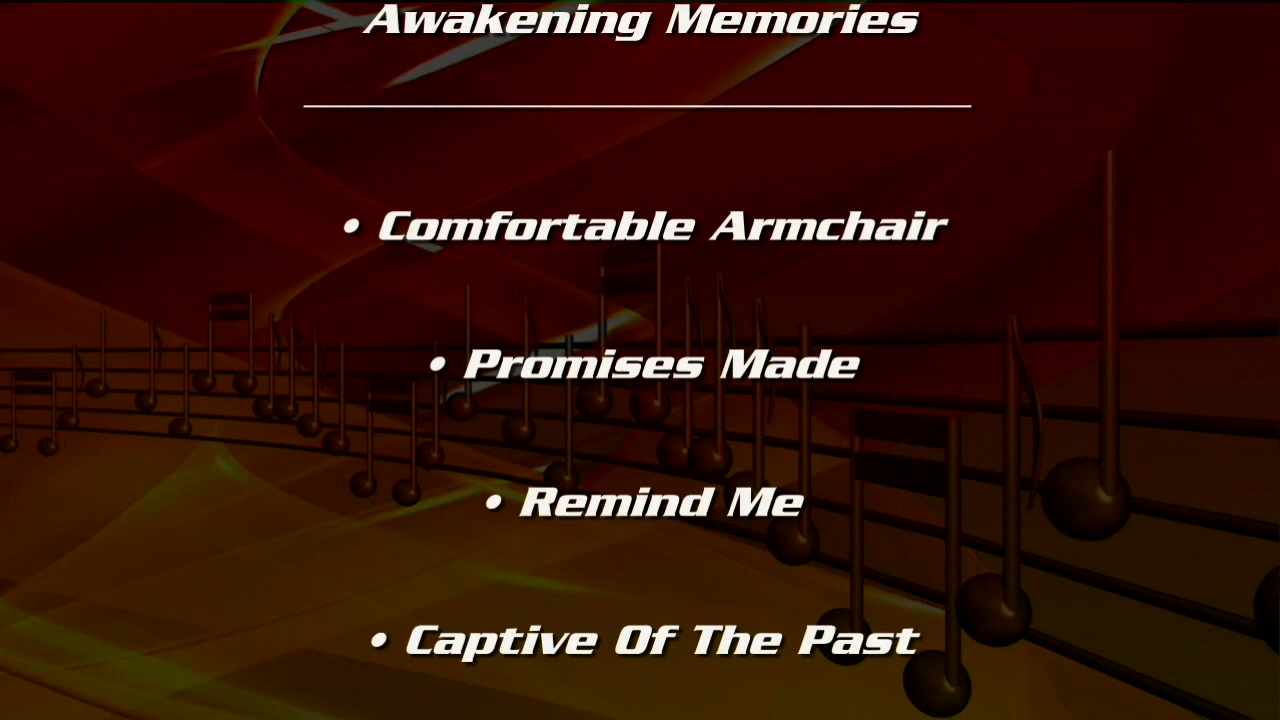 Awakening Memories
• Comfortable Armchair
• Promises Made
• Remind Me
• Captive Of The Past